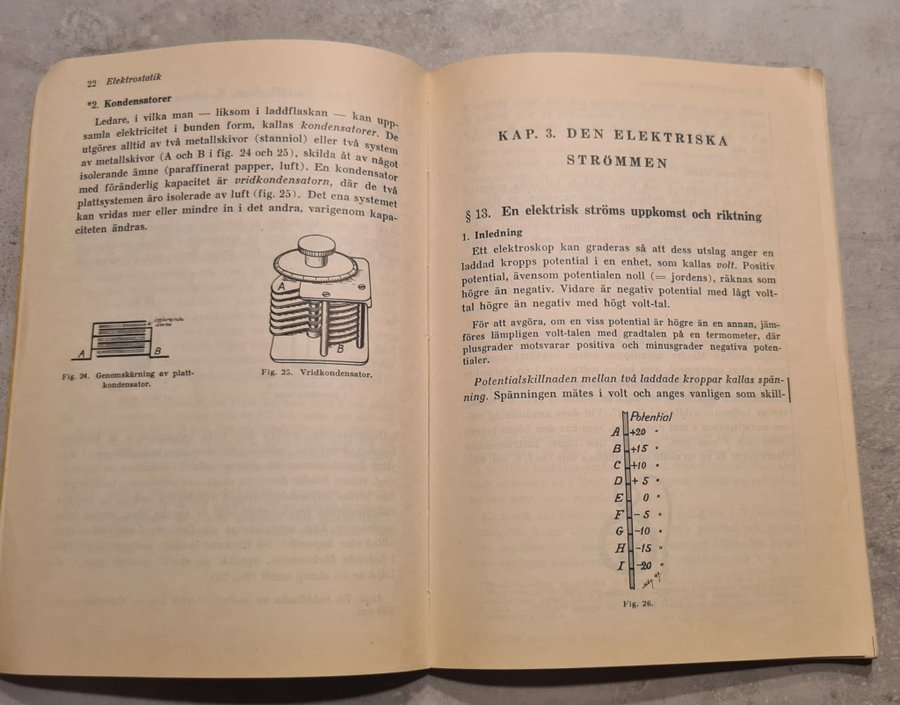 22 Elektrostatik
*2. Kondensatorer
Ledare, i vilka man — liksom i laddflaskan — kan upp-
samla elektricitet i bunden form, kallas kondensatorer. De
utgöres alltid av två metallskivor (stanniol) eller två system
av metallskivor (A och B i fig. 24 och 25), skilda åt av något
isolerande ämne (paraffinerat papper, luft). En kondensator
med föränderlig kapacitet är vridkondensatorn, där de två
plattsystemen äro isolerade av luft (fig. 25). Det ena systemet
kan vridas mer eller mindre in i det andra, varigenom kapa-
citeten ändras.
isolerande
ämne
A B
Fig. 24. Genomskärning av platt-
kondensator.
A
B
Fig. 25. Vridkondensator.
KAP. 3. DEN ELEKTRISKA
STRÖMMEN
§ 13. En elektrisk ströms uppkomst och riktning
1. Inledning
Ett elektroskop kan graderas så att dess utslag anger en
laddad kropps potential i en enhet, som kallas volt. Positiv
potential, ävensom potentialen noll (= jordens), räknas som
högre än negativ. Vidare är negativ potential med lågt volt-
tal högre än negativ med högt volt-tal.
För att avgöra, om en viss potential är högre än en annan, jäm-
föres lämpligen volt-talen med gradtalen på en termometer, där
plusgrader motsvarar positiva och minusgrader negativa poten-
tialer.
Potentialskillnaden mellan två laddade kroppar kallas spän-
ning. Spänningen mätes i volt och anges vanligen som skill-
Potential
A +20 "
B +15 "
C +10 "
D + 5 "
E 0 "
F - 5 "
G -10 "
H -15 "
I -20 "
Fig. 26.